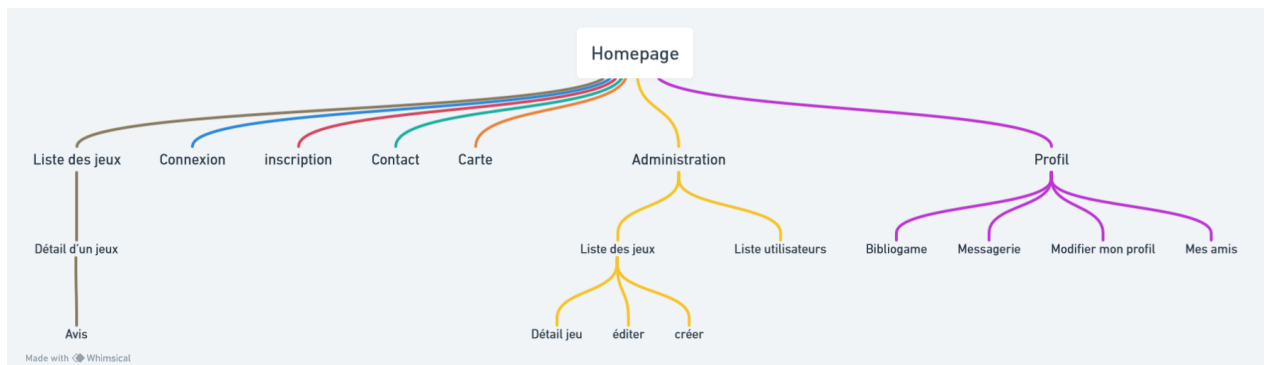 Homepage
Liste des jeux Connexion inscription Contact Carte Administration Profil
Détail d'un jeux Liste des jeux Liste utilisateurs Bibliogame Messagerie Modifier mon profil Mes amis
Avis Détail jeu éditer créer
Made with Whimsical